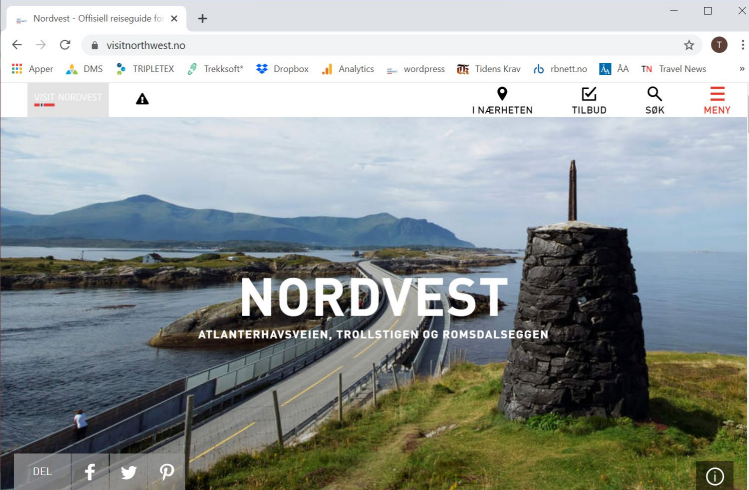 Nordvest - Offisiell reiseguide for
visitnorthwest.no
T
Apper DMS TRIPLETEX Trekksoft* Dropbox Analytics wordpress Tidens Krav rbnett.no ÅA Travel News »
VISIT NORDVEST
I NÆRHETEN TILBUD SØK MENY
NORDVEST
ATLANTERHAVSVEIEN, TROLLSTIGEN OG ROMSDALSEGGEN
DEL